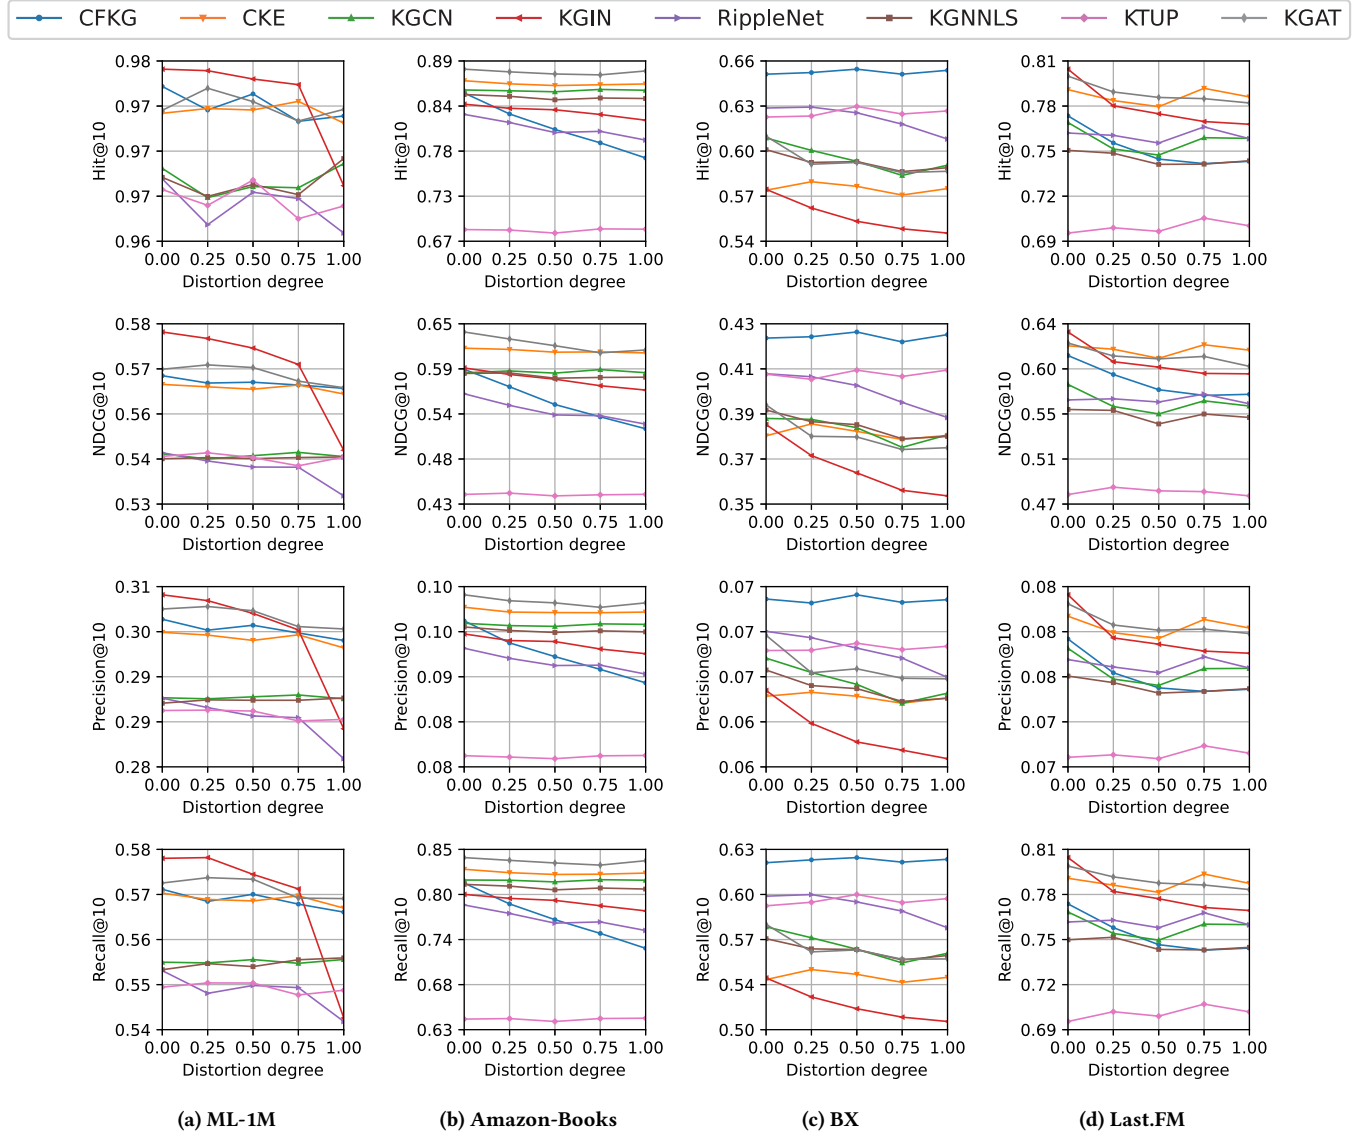 CFKG CKE KGCN KGIN RippleNet KGNNLS KTUP KGAT
0.98 0.97 0.97 0.97 0.96
Hit@10
0.00 0.25 0.50 0.75 1.00
Distortion degree
0.89 0.84 0.78 0.73 0.67
Hit@10
0.00 0.25 0.50 0.75 1.00
Distortion degree
0.66 0.63 0.60 0.57 0.54
Hit@10
0.00 0.25 0.50 0.75 1.00
Distortion degree
0.81 0.78 0.75 0.72 0.69
Hit@10
0.00 0.25 0.50 0.75 1.00
Distortion degree
0.58 0.57 0.56 0.54 0.53
NDCG@10
0.00 0.25 0.50 0.75 1.00
Distortion degree
0.65 0.59 0.54 0.48 0.43
NDCG@10
0.00 0.25 0.50 0.75 1.00
Distortion degree
0.43 0.41 0.39 0.37 0.35
NDCG@10
0.00 0.25 0.50 0.75 1.00
Distortion degree
0.64 0.60 0.55 0.51 0.47
NDCG@10
0.00 0.25 0.50 0.75 1.00
Distortion degree
0.31 0.30 0.29 0.29 0.28
Precision@10
0.00 0.25 0.50 0.75 1.00
Distortion degree
0.10 0.10 0.09 0.08 0.08
Precision@10
0.00 0.25 0.50 0.75 1.00
Distortion degree
0.07 0.07 0.07 0.06 0.06
Precision@10
0.00 0.25 0.50 0.75 1.00
Distortion degree
0.08 0.08 0.08 0.07 0.07
Precision@10
0.00 0.25 0.50 0.75 1.00
Distortion degree
0.58 0.57 0.56 0.55 0.54
Recall@10
0.00 0.25 0.50 0.75 1.00
Distortion degree
0.85 0.80 0.74 0.68 0.63
Recall@10
0.00 0.25 0.50 0.75 1.00
Distortion degree
0.63 0.60 0.57 0.54 0.50
Recall@10
0.00 0.25 0.50 0.75 1.00
Distortion degree
0.81 0.78 0.75 0.72 0.69
Recall@10
0.00 0.25 0.50 0.75 1.00
Distortion degree
(a) ML-1M
(b) Amazon-Books
(c) BX
(d) Last.FM